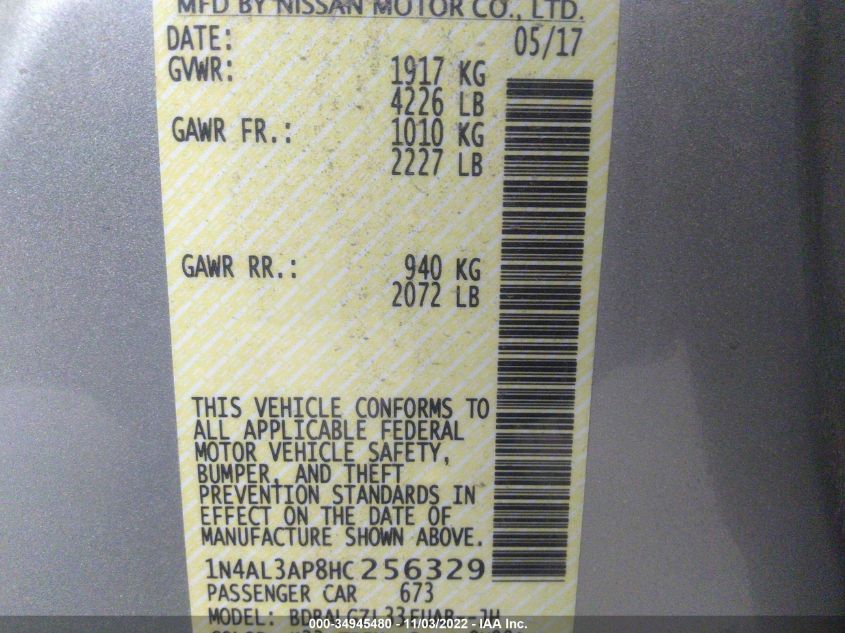 MFD BY NISSAN MOTOR CO., LTD.
DATE: 05/17
GVWR: 1917 KG
4226 LB
GAWR FR.: 1010 KG
2227 LB
GAWR RR.: 940 KG
2072 LB
THIS VEHICLE CONFORMS TO
ALL APPLICABLE FEDERAL
MOTOR VEHICLE SAFETY,
BUMPER, AND THEFT
PREVENTION STANDARDS IN
EFFECT ON THE DATE OF
MANUFACTURE SHOWN ABOVE.
1N4AL3AP8HC256329
PASSENGER CAR 673
MODEL:
000-34945480 - 11/03/2022 - IAA Inc.